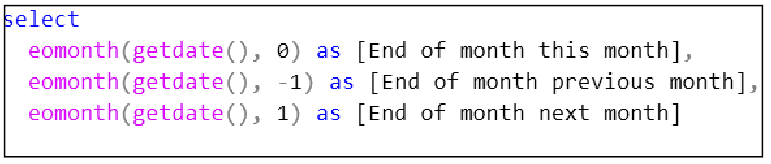 select
eomonth(getdate(), 0) as [End of month this month],
eomonth(getdate(), -1) as [End of month previous month],
eomonth(getdate(), 1) as [End of month next month]